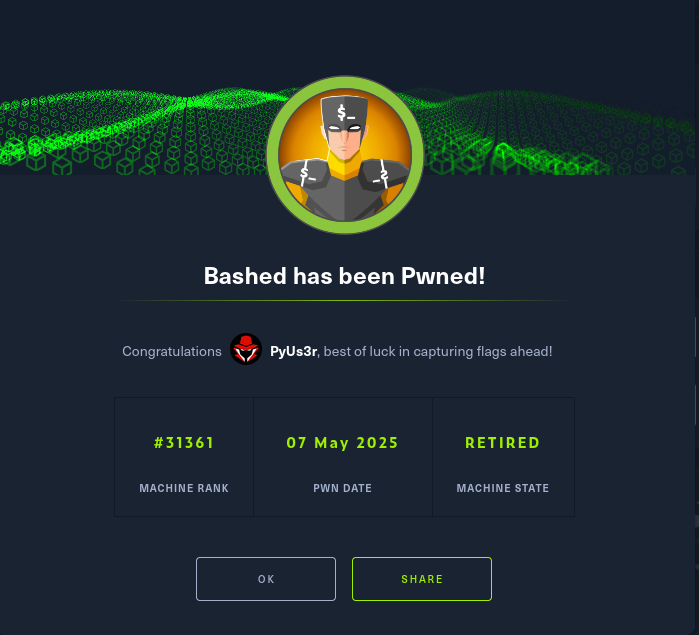 $_
$_
$_
Bashed has been Pwned!
Congratulations PyUs3r, best of luck in capturing flags ahead!
#31361 07 May 2025 RETIRED
MACHINE RANK PWN DATE MACHINE STATE
OK SHARE